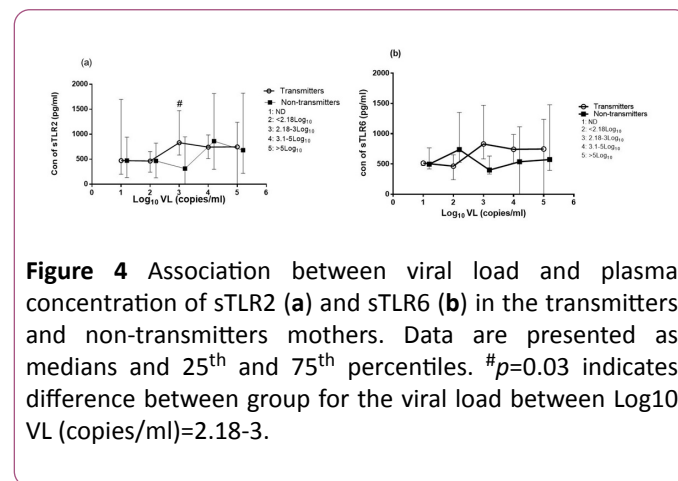 (a)
2000
1500
1000
500
0
Con of sTLR2 (pg/ml)
#
0 1 2 3 4 5 6
Log10 VL (copies/ml)
Transmitters
Non-transmitters
1: ND
2: <2.18Log10
3: 2.18-3Log10
4: 3.1-5Log10
5: >5Log10
(b)
2000
1500
1000
500
0
Con of sTLR6 (pg/ml)
0 1 2 3 4 5 6
Log10 VL (copies/ml)
Transmitters
Non-transmitters
1: ND
2: <2.18Log10
3: 2.18-3Log10
4: 3.1-5Log10
5: >5Log10
Figure 4 Association between viral load and plasma
concentration of sTLR2 (a) and sTLR6 (b) in the transmitters
and non-transmitters mothers. Data are presented as
medians and 25th and 75th percentiles. #p=0.03 indicates
difference between group for the viral load between Log10
VL (copies/ml)=2.18-3.